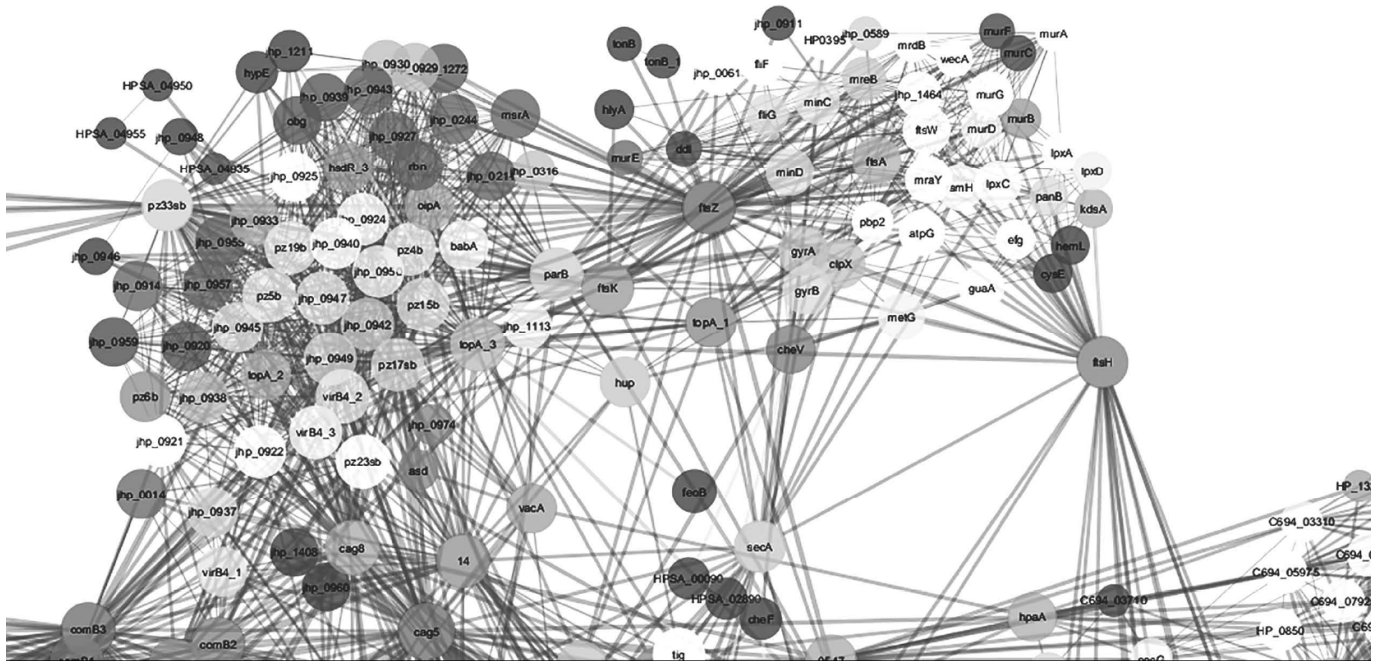 jhp_0911
tonB
HP0395
jhp_0589
mrdB
murF
murA
murC
jhp_1211
jhp_0930
tonB_1
fliF
wecA
hypE
jhp_0061
mreB
HPSA_04950
jhp_0939
jhp_0943
jhp_1464
murG
hlyA
minC
obg
jhp_0244
msrA
fliG
murB
HPSA_04955
jhp_0948
jhp_0927
ftsW
murD
ddl
murE
ftsA
lpxA
HPSA_04835
hsdR_3
rbn
jhp_0316
minD
lpxD
jhp_0925
mraY
lpxC
panB
pz33sb
oipA
ftsZ
kdsA
jhp_0933
jhp_0924
pbp2
atpG
efg
hemL
jhp_0946
pz19b
jhp_0940
pz4b
babA
gyrA
clpX
parB
cysE
jhp_0914
jhp_0957
pz5b
jhp_0947
pz15b
ftsK
gyrB
guaA
jhp_0945
jhp_0942
jhp_1113
topA_1
metG
jhp_0959
jhp_0920
jhp_0949
topA_3
cheV
pz17sb
ftsH
topA_2
hup
pz6b
jhp_0938
virB4_2
jhp_0974
jhp_0921
virB4_3
jhp_0922
pz23sb
asd
jhp_0014
feoB
jhp_0937
vacA
C694_03310
jhp_1408
cag8
secA
14
virB4_1
C694_05975
HPSA_00090
jhp_0960
HPSA_02890
C694_03710
cheF
hpaA
comB3
cag5
HP_0850
comB2
tig